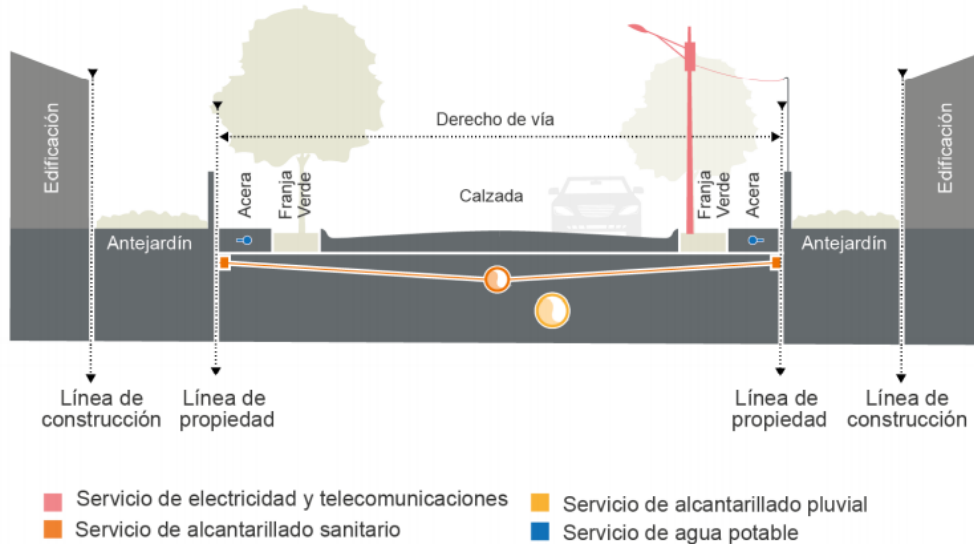 Derecho de vía
Edificación
Acera
Franja
Verde
Calzada
Franja
Verde
Acera
Edificación
Antejardín
Antejardín
Línea de
construcción
Línea de
propiedad
Línea de
propiedad
Línea de
construcción
Servicio de electricidad y telecomunicaciones
Servicio de alcantarillado pluvial
Servicio de alcantarillado sanitario
Servicio de agua potable